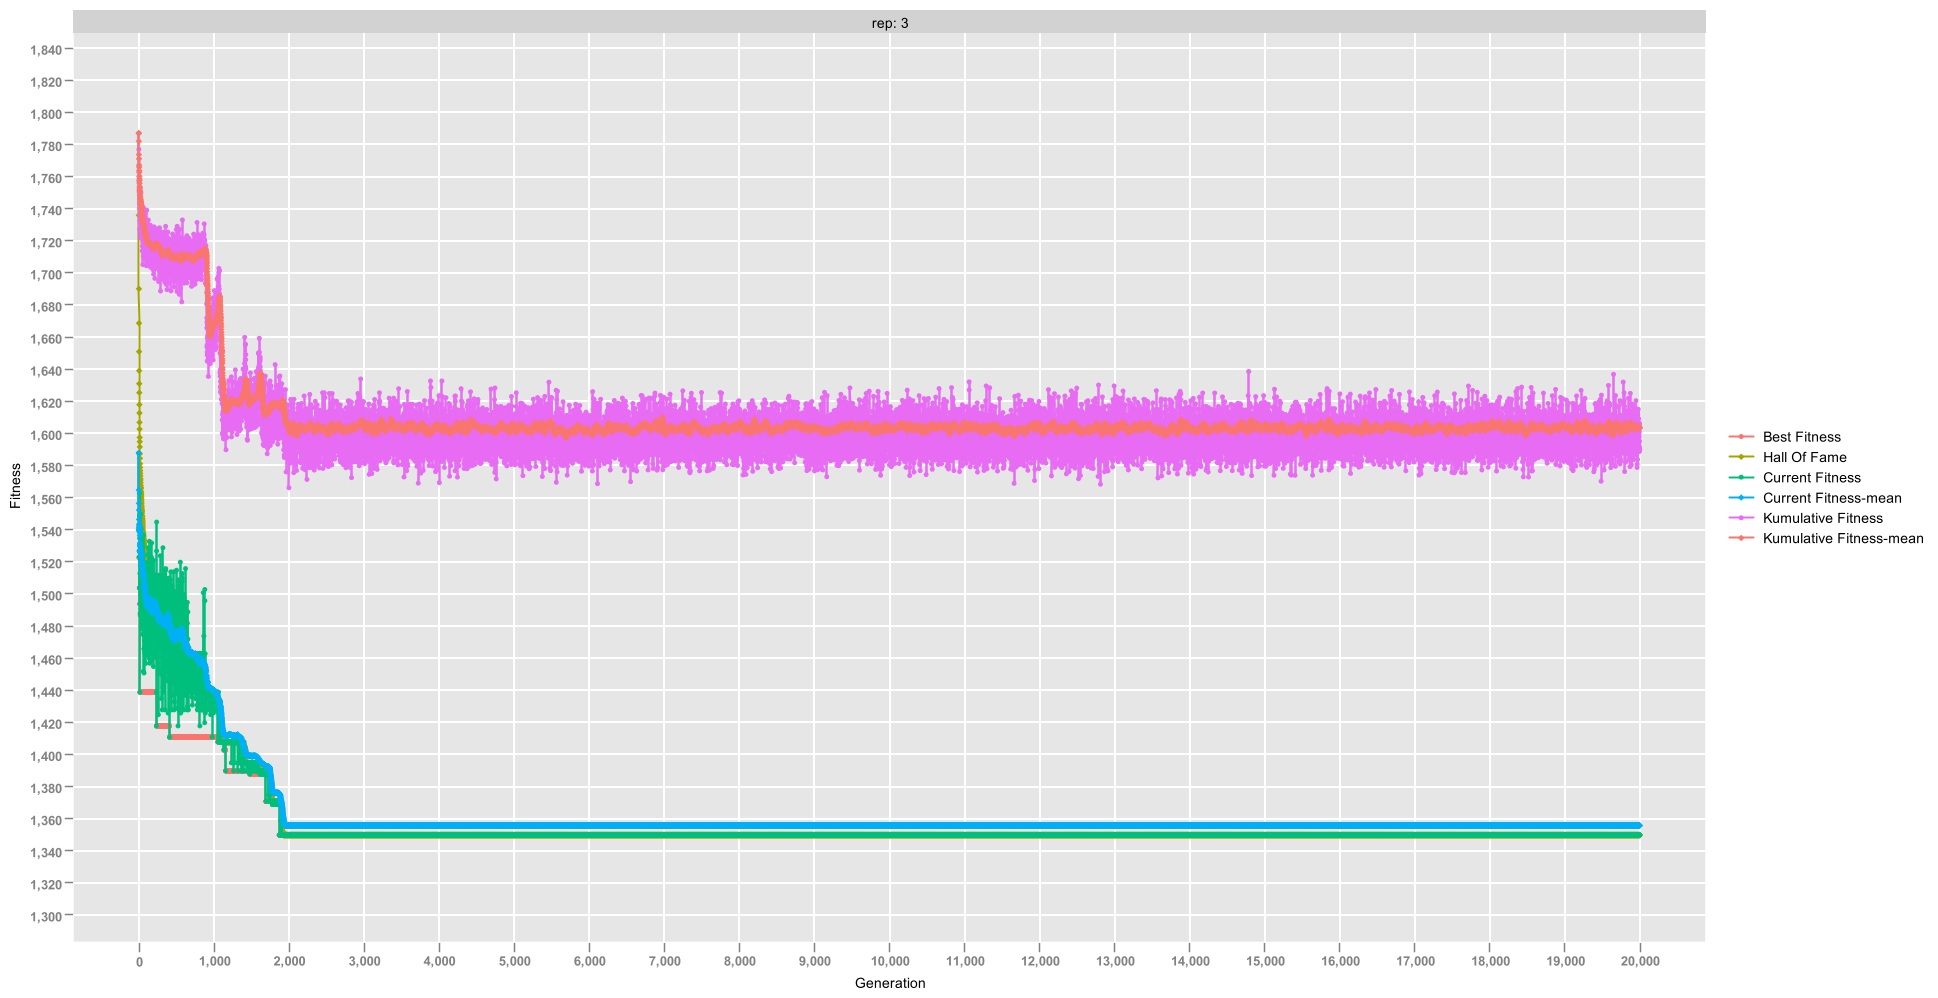 rep: 3
1,840
1,820
1,800
1,780
1,760
1,740
1,720
1,700
1,680
1,660
1,640
1,620
1,600
1,580
1,560
1,540
1,520
1,500
1,480
1,460
1,440
1,420
1,400
1,380
1,360
1,340
1,320
1,300
Fitness
0 1,000 2,000 3,000 4,000 5,000 6,000 7,000 8,000 9,000 10,000 11,000 12,000 13,000 14,000 15,000 16,000 17,000 18,000 19,000 20,000
Generation
Best Fitness
Hall Of Fame
Current Fitness
Current Fitness-mean
Kumulative Fitness
Kumulative Fitness-mean